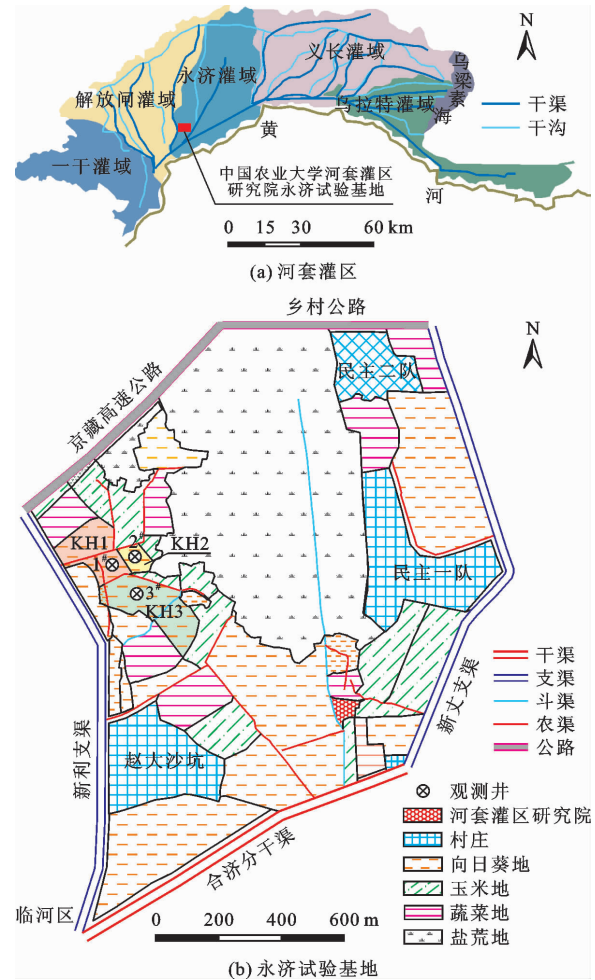 N
义长灌域
乌梁素海
永济灌域
解放闸灌域
乌拉特灌域
干渠
干沟
黄
河
一干灌域
中国农业大学河套灌区
研究院永济试验基地
0 15 30 60 km
(a) 河套灌区
乡村公路
N
民主二队
京藏高速公路
KH1
2#
KH2
1#
3#
KH3
民主一队
新利支渠
新丈支渠
赵大沙坑
合济分干渠
临河区
干渠
支渠
斗渠
农渠
公路
观测井
河套灌区研究院
村庄
向日葵地
玉米地
蔬菜地
盐荒地
0 200 400 600 m
(b) 永济试验基地